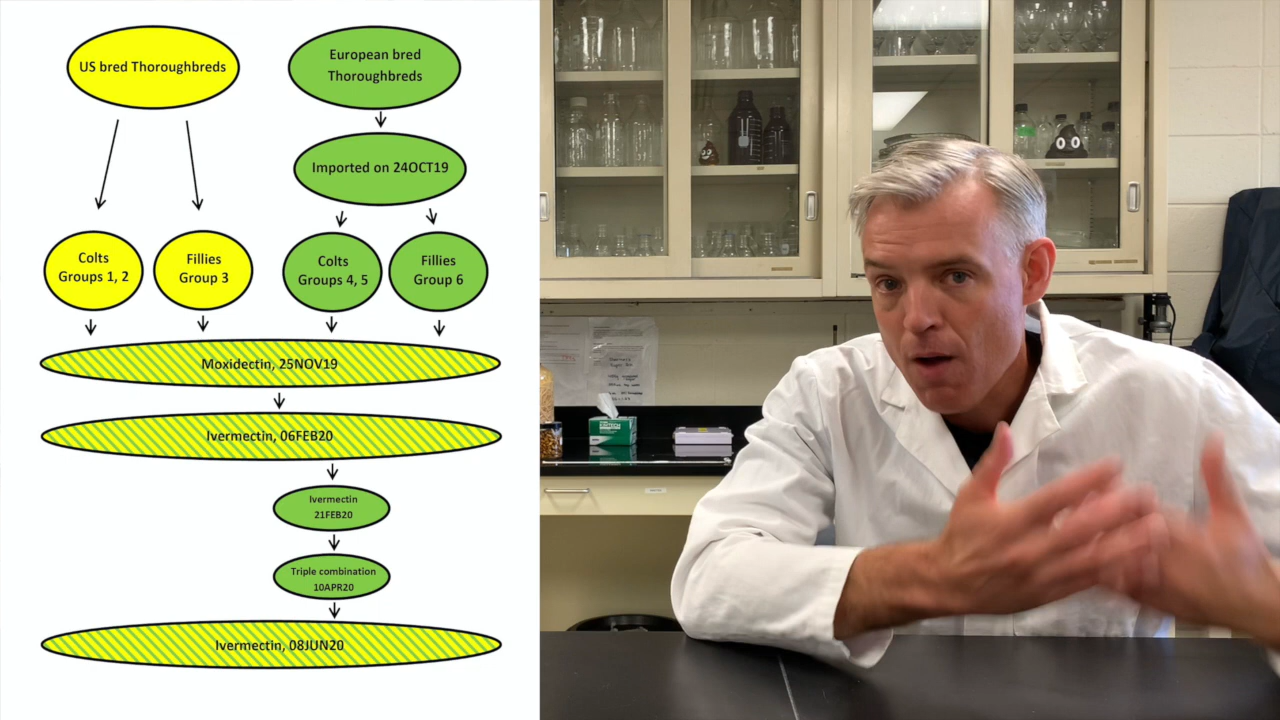 US bred Thoroughbreds
European bred
Thoroughbreds
Imported on 24OCT19
Colts
Groups 1, 2
Fillies
Group 3
Colts
Groups 4, 5
Fillies
Group 6
Moxidectin, 25NOV19
Ivermectin, 06FEB20
Ivermectin
21FEB20
Triple combination
10APR20
Ivermectin, 08JUN20